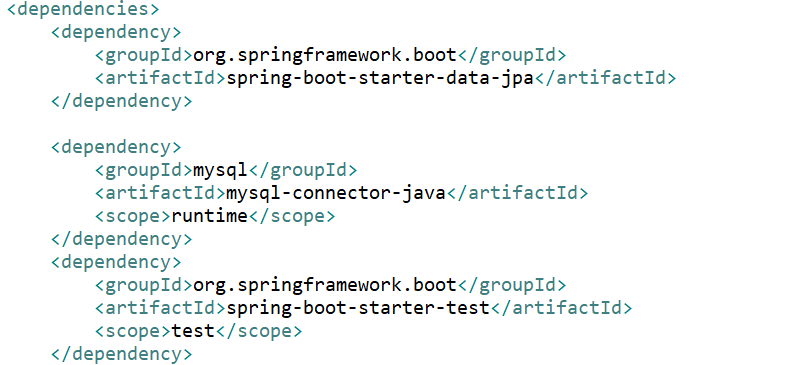 <dependencies>
    <dependency>
        <groupId>org.springframework.boot</groupId>
        <artifactId>spring-boot-starter-data-jpa</artifactId>
    </dependency>

    <dependency>
        <groupId>mysql</groupId>
        <artifactId>mysql-connector-java</artifactId>
        <scope>runtime</scope>
    </dependency>
    <dependency>
        <groupId>org.springframework.boot</groupId>
        <artifactId>spring-boot-starter-test</artifactId>
        <scope>test</scope>
    </dependency>